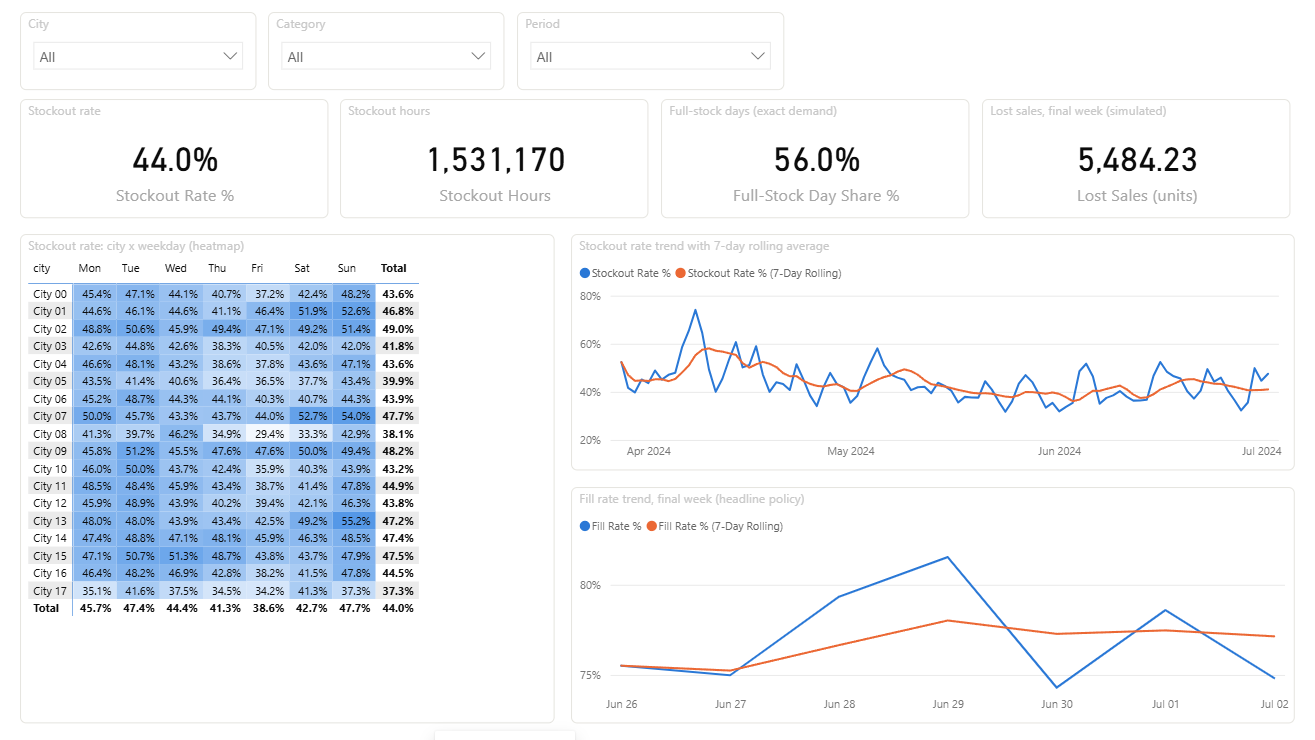 City Category Period
All All All
Stockout rate Stockout hours Full-stock days (exact demand) Lost sales, final week (simulated)
44.0% 1,531,170 56.0% 5,484.23
Stockout Rate % Stockout Hours Full-Stock Day Share % Lost Sales (units)
Stockout rate: city x weekday (heatmap)
city Mon Tue Wed Thu Fri Sat Sun Total
City 00 45.4% 47.1% 44.1% 40.7% 37.2% 42.4% 48.2% 43.6%
City 01 44.6% 46.1% 44.6% 41.1% 46.4% 51.9% 52.6% 46.8%
City 02 48.8% 50.6% 45.9% 49.4% 47.1% 49.2% 51.4% 49.0%
City 03 42.6% 44.8% 42.6% 38.3% 40.5% 42.0% 42.0% 41.8%
City 04 46.6% 48.1% 43.2% 38.6% 37.8% 43.6% 47.1% 43.6%
City 05 43.5% 41.4% 40.6% 36.4% 36.5% 37.7% 43.4% 39.9%
City 06 45.2% 48.7% 44.3% 44.1% 40.3% 40.7% 44.3% 43.9%
City 07 50.0% 45.7% 43.3% 43.7% 44.0% 52.7% 54.0% 47.7%
City 08 41.3% 39.7% 46.2% 34.9% 29.4% 33.3% 42.9% 38.1%
City 09 45.8% 51.2% 45.5% 47.6% 47.6% 50.0% 49.4% 48.2%
City 10 46.0% 50.0% 43.7% 42.4% 35.9% 40.3% 43.9% 43.2%
City 11 48.5% 48.4% 45.9% 43.4% 38.7% 41.4% 47.8% 44.9%
City 12 45.9% 48.9% 43.9% 40.2% 39.4% 42.1% 46.3% 43.8%
City 13 48.0% 48.0% 43.9% 43.4% 42.5% 49.2% 55.2% 47.2%
City 14 47.4% 48.8% 47.1% 48.1% 45.9% 46.3% 48.5% 47.4%
City 15 47.1% 50.7% 51.3% 48.7% 43.8% 43.7% 47.9% 47.5%
City 16 46.4% 48.2% 46.9% 42.8% 38.2% 41.5% 47.8% 44.5%
City 17 35.1% 41.6% 37.5% 34.5% 34.2% 41.3% 37.3% 37.3%
Total 45.7% 47.4% 44.4% 41.3% 38.6% 42.7% 47.7% 44.0%
Stockout rate trend with 7-day rolling average
Stockout Rate % Stockout Rate % (7-Day Rolling)
80%
60%
40%
20%
Apr 2024 May 2024 Jun 2024 Jul 2024
Fill rate trend, final week (headline policy)
Fill Rate % Fill Rate % (7-Day Rolling)
80%
75%
Jun 26 Jun 27 Jun 28 Jun 29 Jun 30 Jul 01 Jul 02